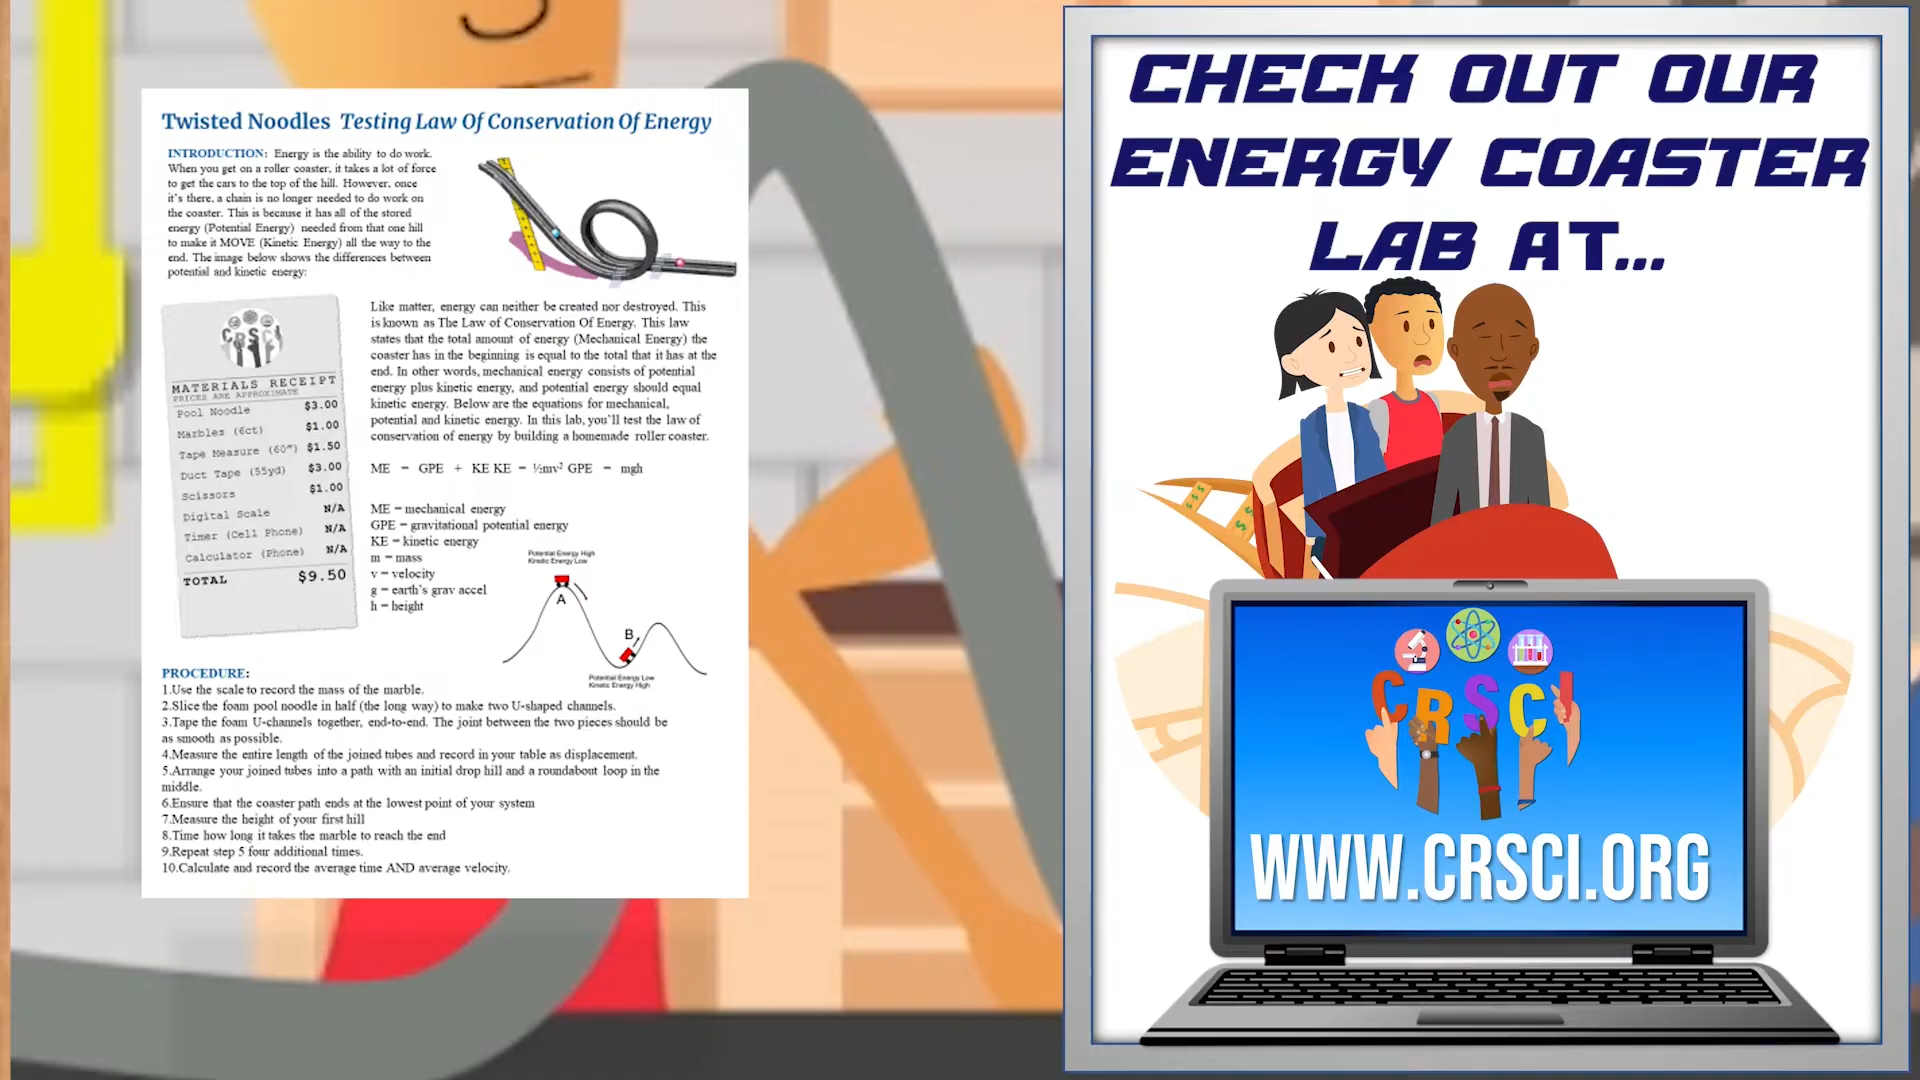 Twisted Noodles Testing Law Of Conservation Of Energy
INTRODUCTION: Energy is the ability to do work.
When you get on a roller coaster, it takes a lot of force
to get the cars to the top of the hill. However, once
it's there, a chain is no longer needed to do work on
the coaster. This is because it has all of the stored
energy (Potential Energy) needed from that one hill
to make it MOVE (Kinetic Energy) all the way to the
end. The image below shows the differences between
potential and kinetic energy:
CRSCI
MATERIALS RECEIPT
PRICES ARE APPROXIMATE
Pool Noodle $3.00
Marbles (6ct) $1.00
Tape Measure (60") $1.50
Duct Tape (55yd) $3.00
Scissors $1.00
Digital Scale N/A
Timer (Cell Phone) N/A
Calculator (Phone) N/A
TOTAL $9.50
Like matter, energy can neither be created nor destroyed. This
is known as The Law of Conservation Of Energy. This law
states that the total amount of energy (Mechanical Energy) the
coaster has in the beginning is equal to the total that it has at the
end. In other words, mechanical energy consists of potential
energy plus kinetic energy, and potential energy should equal
kinetic energy. Below are the equations for mechanical,
potential and kinetic energy. In this lab, you'll test the law of
conservation of energy by building a homemade roller coaster.
ME = GPE + KE KE = ½mv² GPE = mgh
ME = mechanical energy
GPE = gravitational potential energy
KE = kinetic energy
m = mass
v = velocity
g = earth's grav accel
h = height
Potential Energy High
Kinetic Energy Low
A
B
Potential Energy Low
Kinetic Energy High
PROCEDURE:
1.Use the scale to record the mass of the marble.
2.Slice the foam pool noodle in half (the long way) to make two U-shaped channels.
3.Tape the foam U-channels together, end-to-end. The joint between the two pieces should be
as smooth as possible.
4.Measure the entire length of the joined tubes and record in your table as displacement.
5.Arrange your joined tubes into a path with an initial drop hill and a roundabout loop in the
middle.
6.Ensure that the coaster path ends at the lowest point of your system
7.Measure the height of your first hill
8.Time how long it takes the marble to reach the end
9.Repeat step 5 four additional times.
10.Calculate and record the average time AND average velocity.
CHECK OUT OUR
ENERGY COASTER
LAB AT...
CRSCI
WWW.CRSCI.ORG